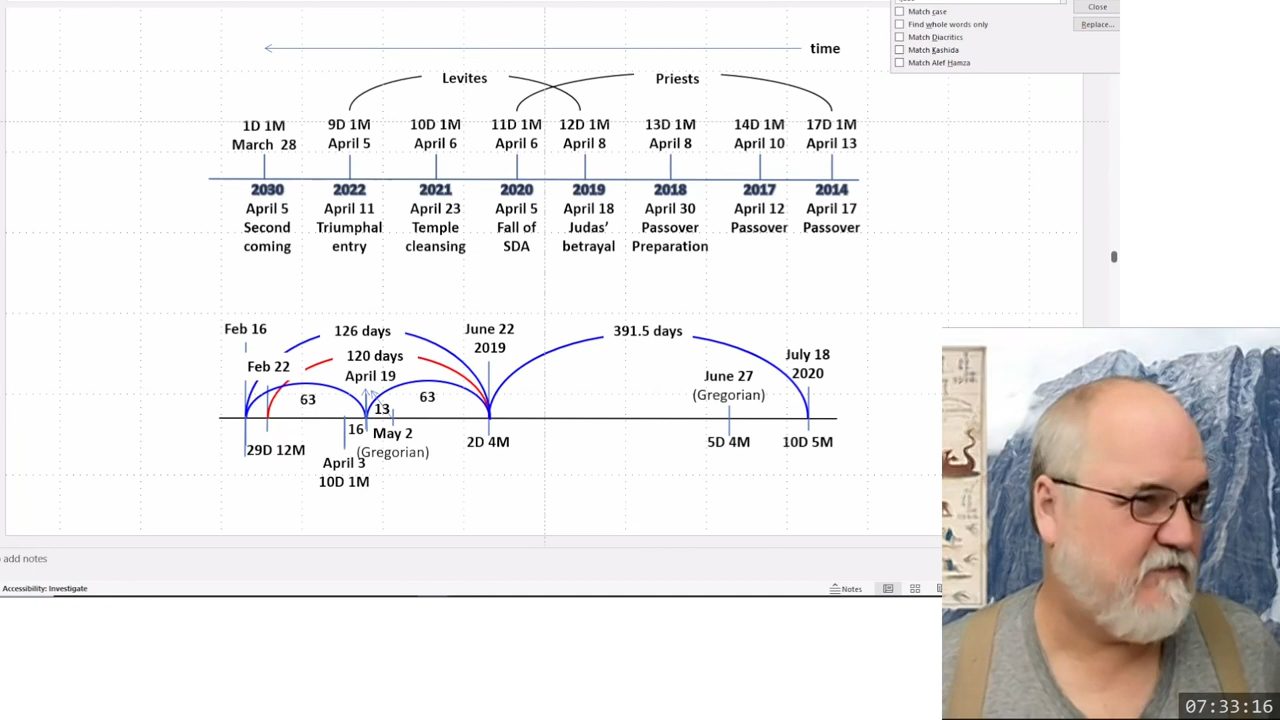 Match case
Close
Find whole words only
Replace...
Match Diacritics
Match Kashida
Match Alef Hamza
time
Levites
Priests
1D 1M
March 28
9D 1M
April 5
10D 1M
April 6
11D 1M
April 6
12D 1M
April 8
13D 1M
April 8
14D 1M
April 10
17D 1M
April 13
2030
April 5
Second
coming
2022
April 11
Triumphal
entry
2021
April 23
Temple
cleansing
2020
April 5
Fall of
SDA
2019
April 18
Judas’
betrayal
2018
April 30
Passover
Preparation
2017
April 12
Passover
2014
April 17
Passover
Feb 16
126 days
June 22
2019
391.5 days
Feb 22
120 days
April 19
July 18
2020
June 27
(Gregorian)
63
13
63
16
May 2
(Gregorian)
29D 12M
April 3
10D 1M
2D 4M
5D 4M
10D 5M
add notes
Accessibility: Investigate
Notes
07:33:16